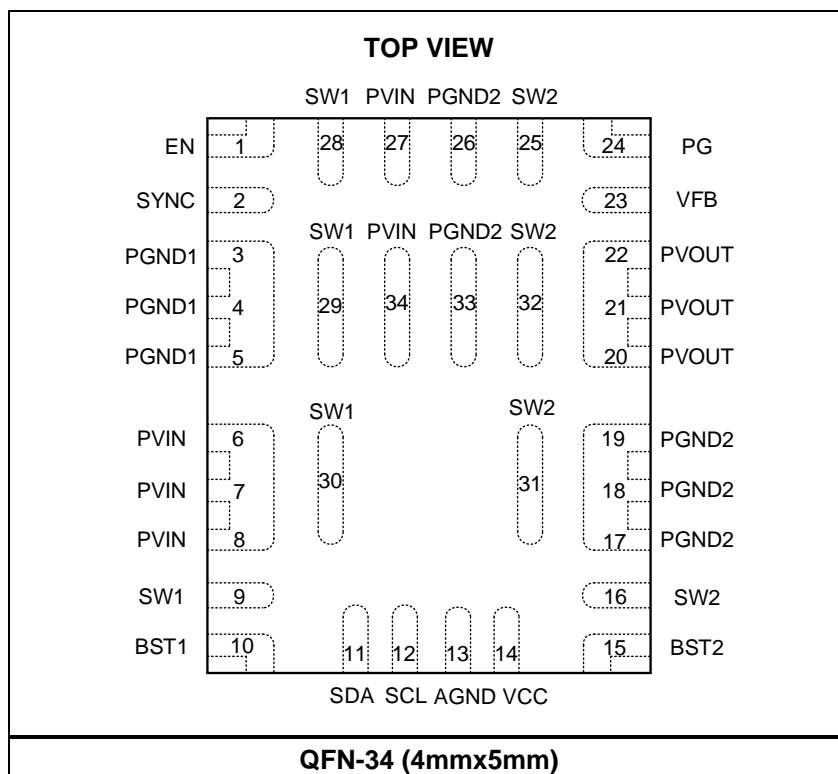 TOP VIEW
SW1 PVIN PGND2 SW2
EN 1 28 27 26 25 24 PG
SYNC 2 23 VFB
SW1 PVIN PGND2 SW2
PGND1 3 22 PVOUT
PGND1 4 29 34 33 32 21 PVOUT
PGND1 5 20 PVOUT
SW1 SW2
PVIN 6 19 PGND2
PVIN 7 30 31 18 PGND2
PVIN 8 17 PGND2
SW1 9 16 SW2
BST1 10 11 12 13 14 15 BST2
SDA SCL AGND VCC
QFN-34 (4mmx5mm)